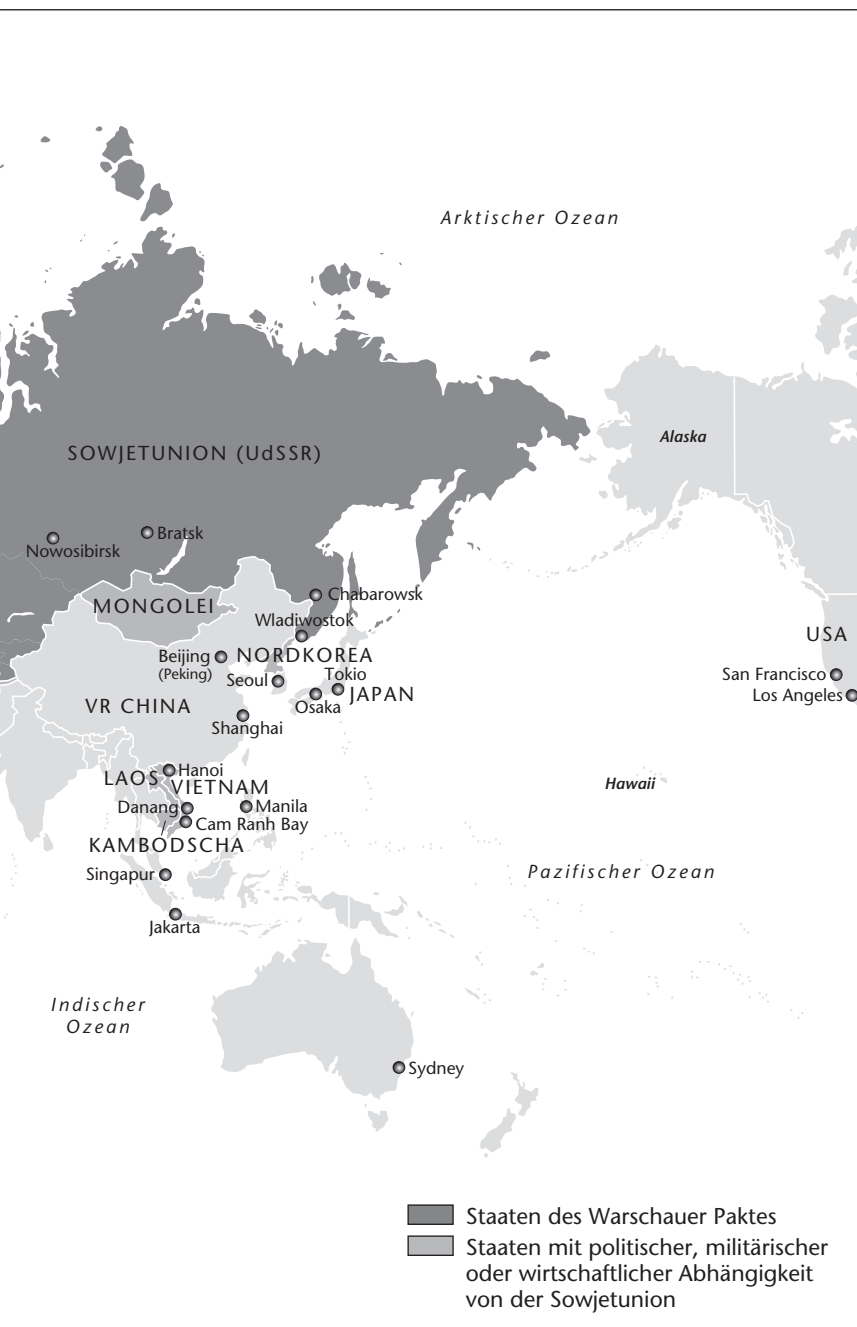 Arktischer Ozean
Alaska
SOWJETUNION (UdSSR)
Bratsk
Nowosibirsk
Chabarowsk
MONGOLEI
Wladiwostok
USA
Beijing
(Peking)
NORDKOREA
Seoul
Tokio
JAPAN
San Francisco
Los Angeles
Osaka
VR CHINA
Shanghai
Hanoi
LAOS
VIETNAM
Hawaii
Danang
Manila
Cam Ranh Bay
KAMBODSCHA
Singapur
Pazifischer Ozean
Jakarta
Indischer
Ozean
Sydney
Staaten des Warschauer Paktes
Staaten mit politischer, militärischer
oder wirtschaftlicher Abhängigkeit
von der Sowjetunion